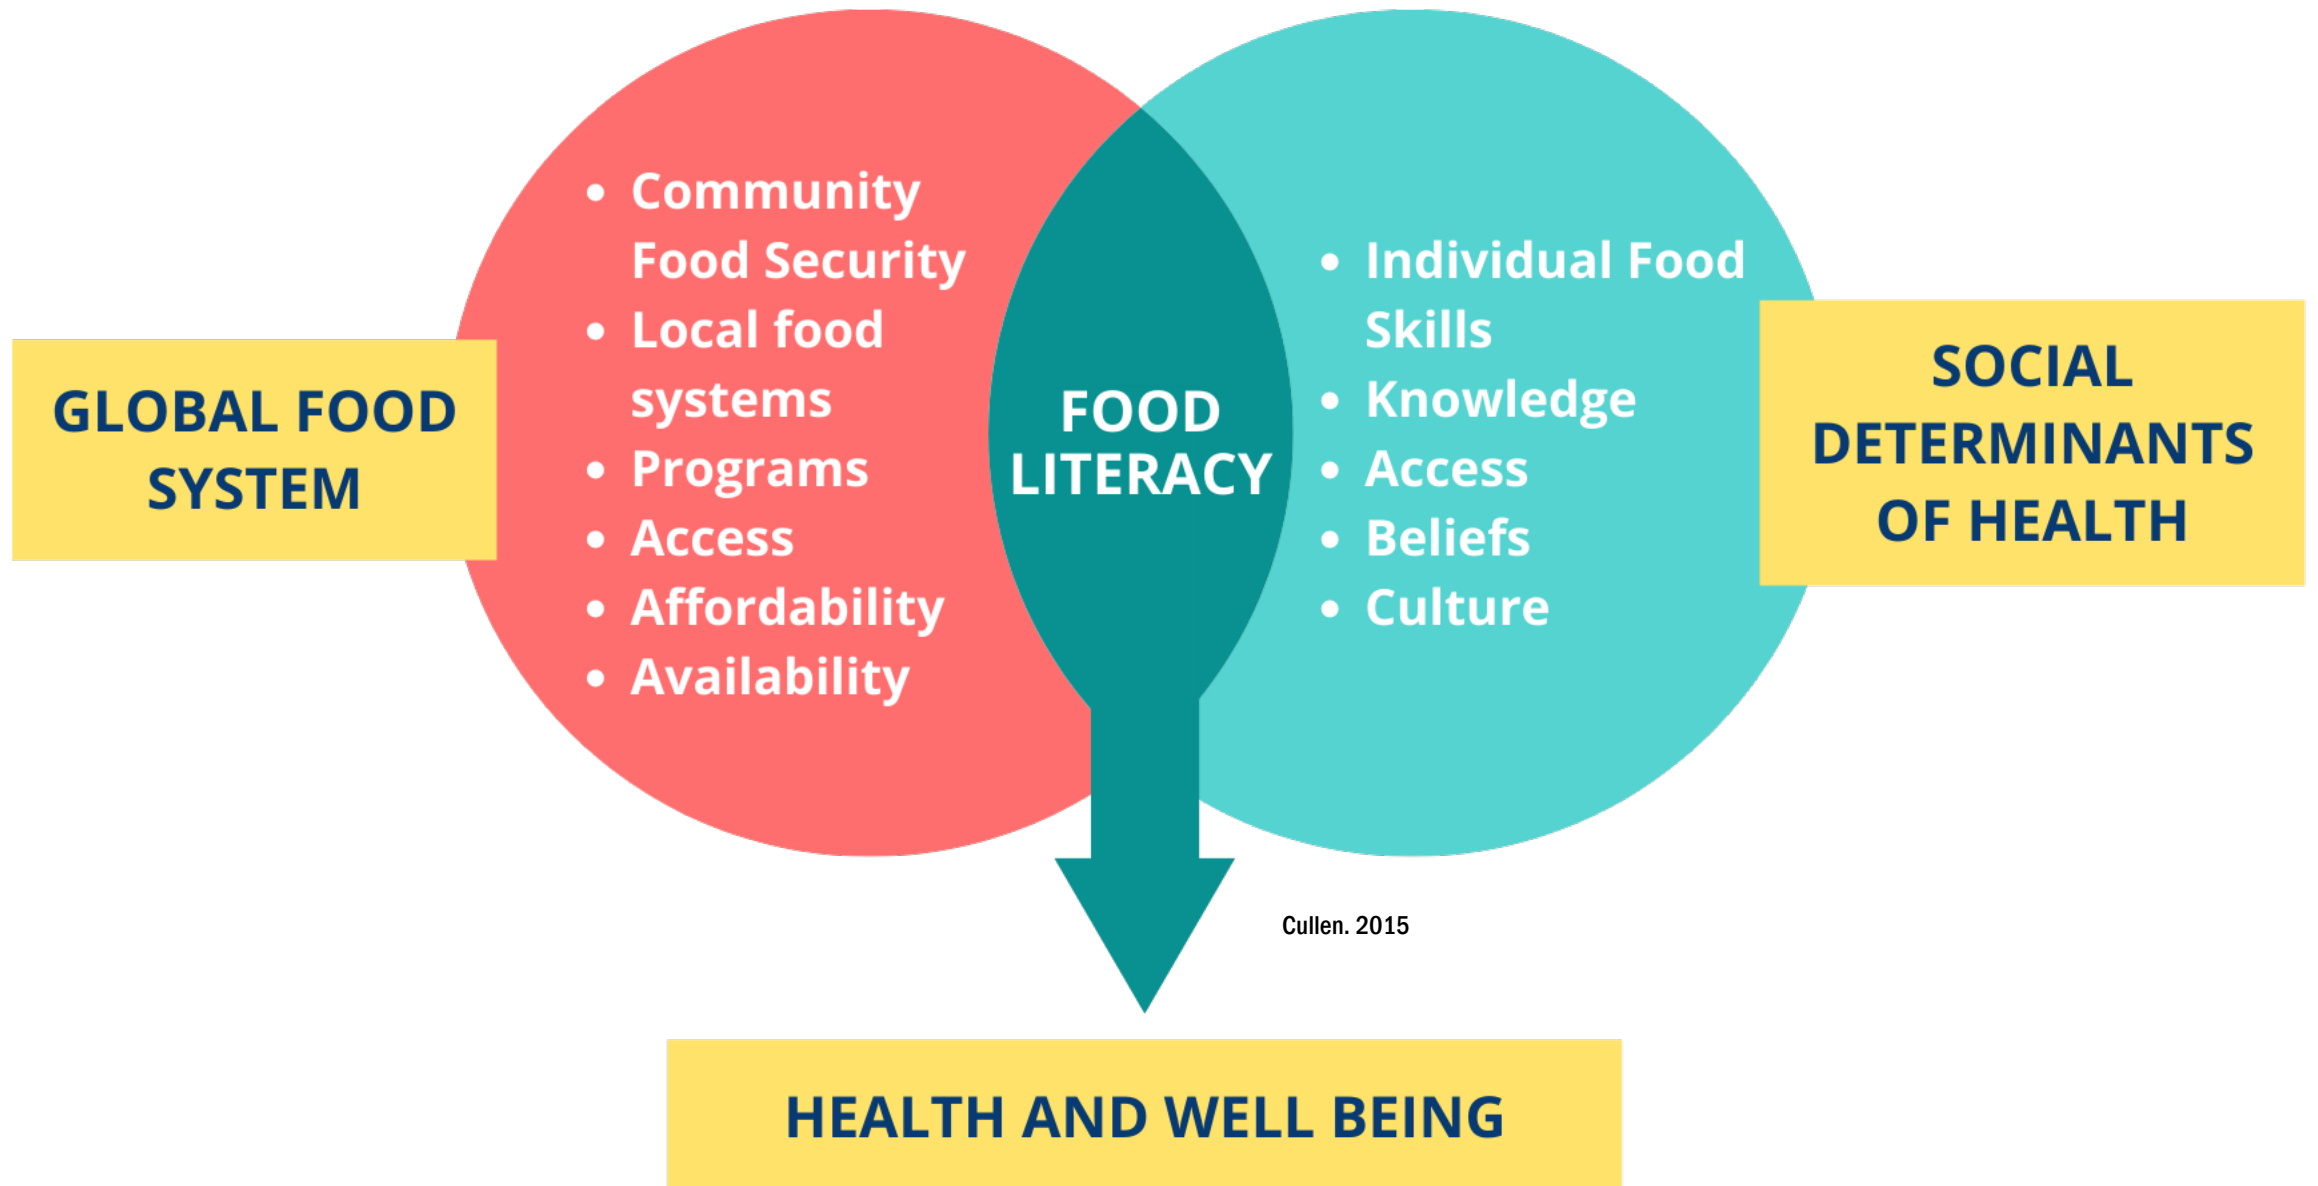 GLOBAL FOOD
SYSTEM
• Community
Food Security
• Local food
systems
• Programs
• Access
• Affordability
• Availability
FOOD
LITERACY
• Individual Food
Skills
• Knowledge
• Access
• Beliefs
• Culture
SOCIAL
DETERMINANTS
OF HEALTH
Cullen. 2015
HEALTH AND WELL BEING